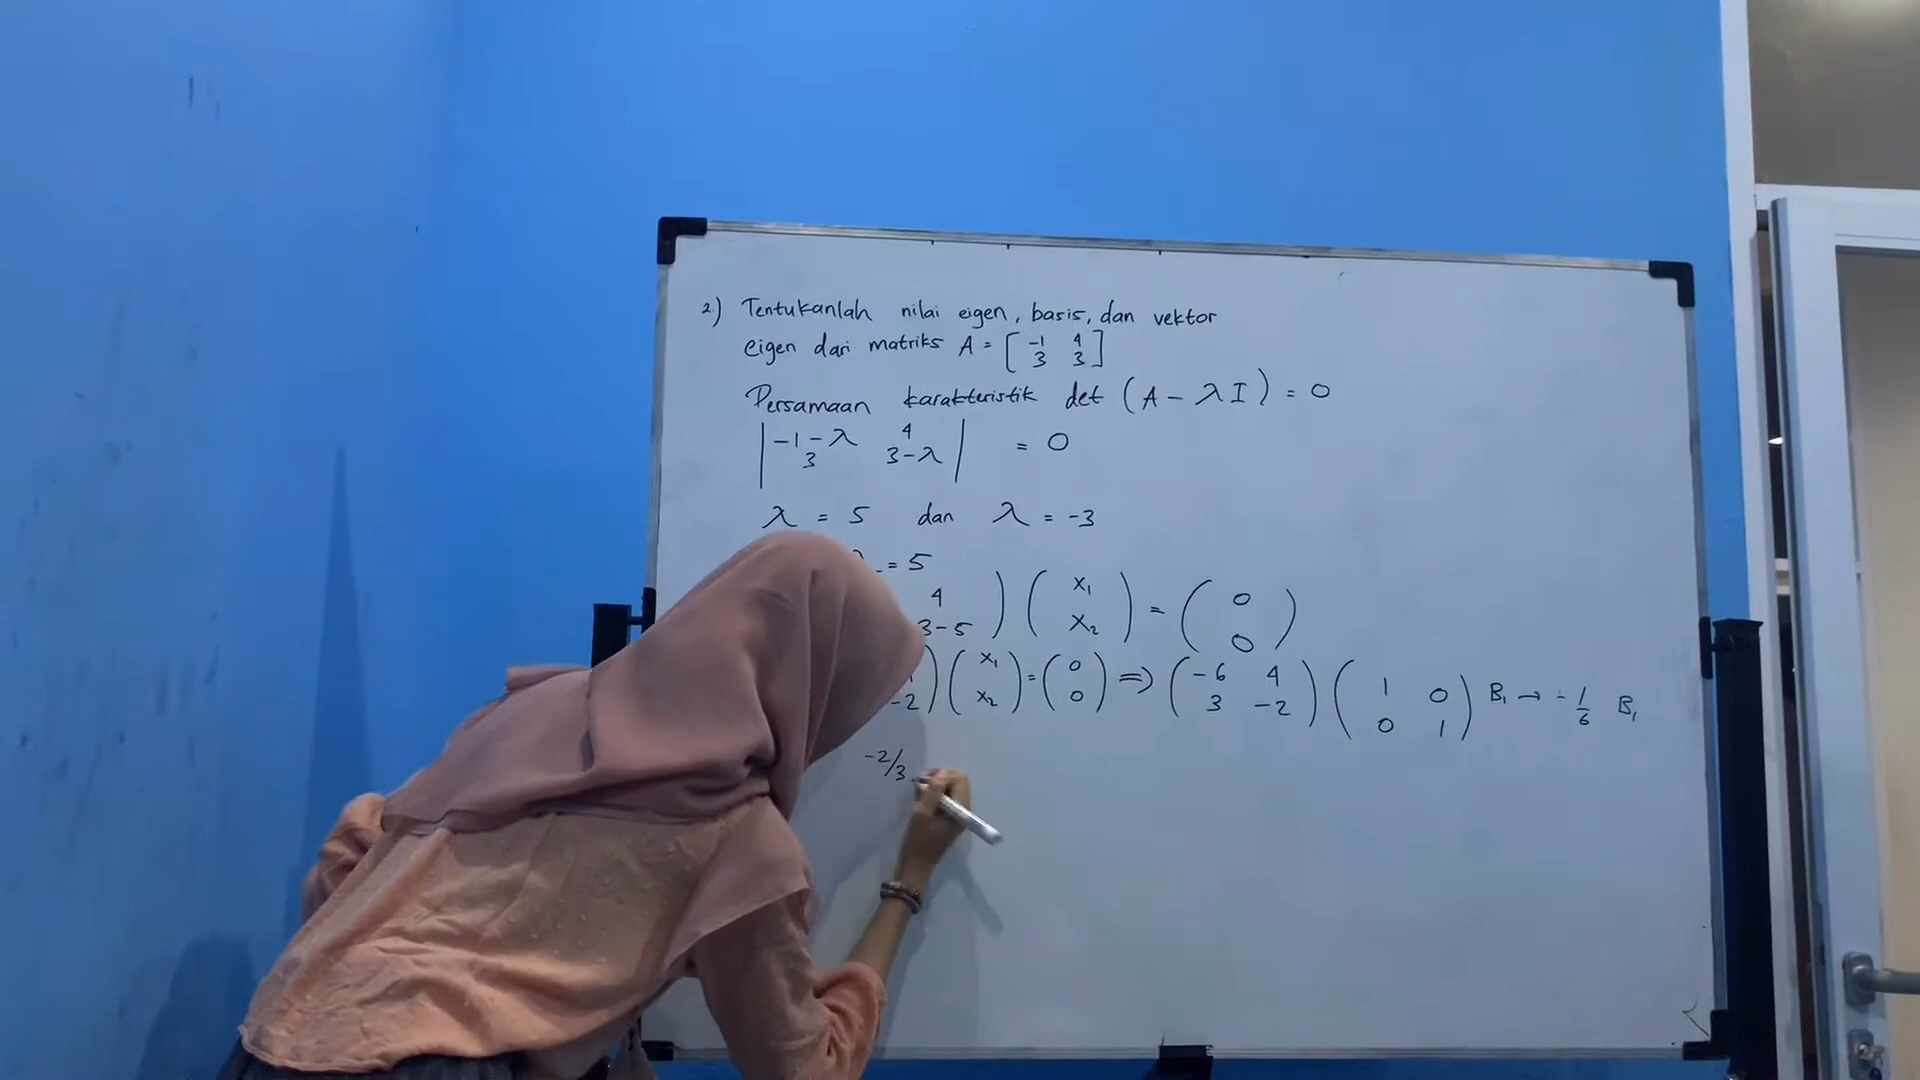 2.) Tentukanlah nilai eigen, basis, dan vektor
eigen dari matriks A = [ -1 4
3 3 ]
Persamaan karakteristik det (A - λI) = 0
| -1-λ 4
3 3-λ | = 0
λ = 5 dan λ = -3
= 5
4
3-5 ) ( x₁
x₂ ) = ( 0
0 )
-2 ) ( x₁
x₂ ) = ( 0
0 ) => ( -6 4
3 -2 ) ( 1 0
0 1 ) B₁ → -1/6 B₁
-2/3